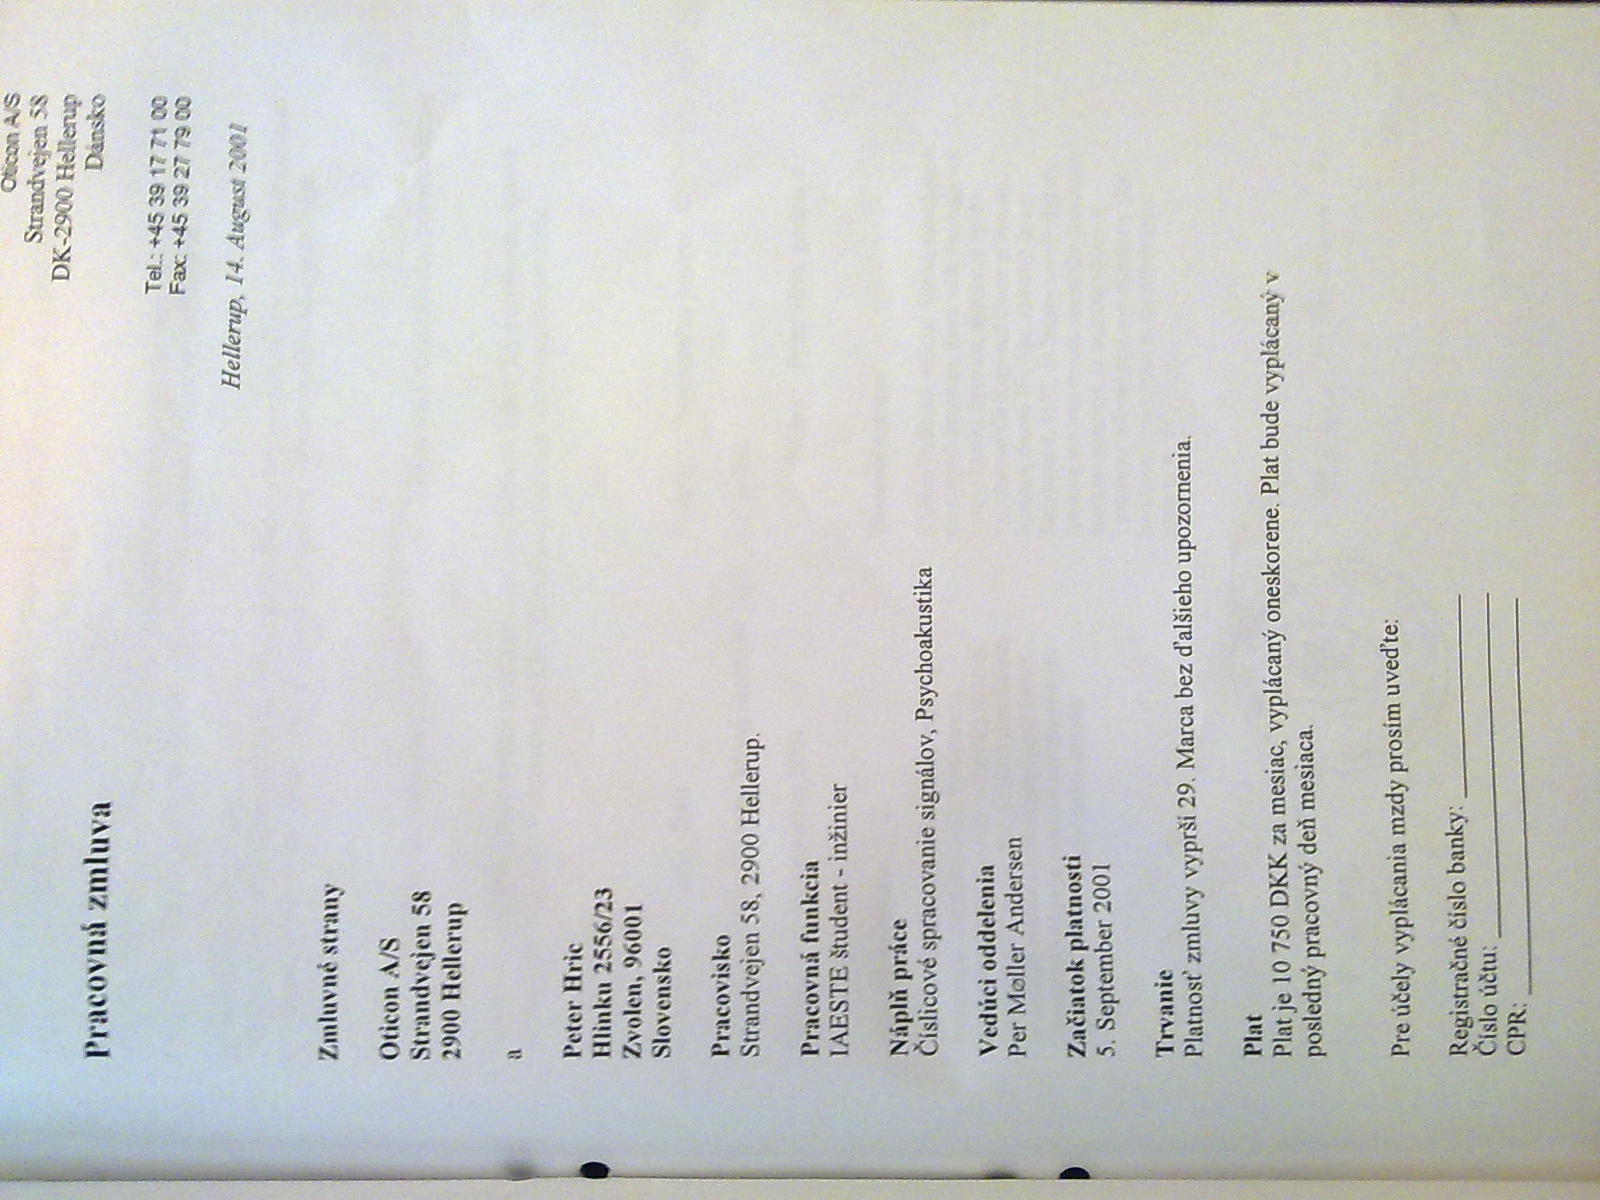 Oticon A/S
Strandvejen 58
DK-2900 Hellerup
Dánsko
Tel.: +45 39 17 71 00
Fax: +45 39 27 79 00
Hellerup, 14. August 2001
Pracovná zmluva
Zmluvné strany
Oticon A/S
Strandvejen 58
2900 Hellerup
a
Peter Hric
Hlinku 2556/23
Zvolen, 96001
Slovensko
Pracovisko
Strandvejen 58, 2900 Hellerup.
Pracovná funkcia
IAESTE študent - inžinier
Náplň práce
Číslicové spracovanie signálov, Psychoakustika
Vedúci oddelenia
Per Møller Andersen
Začiatok platnosti
5. September 2001
Trvanie
Platnosť zmluvy vyprší 29. Marca bez ďalšieho upozornenia.
Plat
Plat je 10 750 DKK za mesiac, vyplácaný oneskorene. Plat bude vyplácaný v
posledný pracovný deň mesiaca.
Pre účely vyplácania mzdy prosím uveďte:
Registračné číslo banky:
Číslo účtu:
CPR: